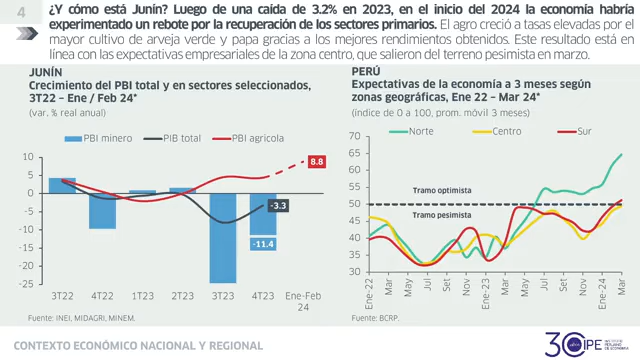 4
¿Y cómo está Junín? Luego de una caída de 3.2% en 2023, en el inicio del 2024 la economía habría
experimentado un rebote por la recuperación de los sectores primarios. El agro creció a tasas elevadas por el
mayor cultivo de arveja verde y papa gracias a los mejores rendimientos obtenidos. Este resultado está en
línea con las expectativas empresariales de la zona centro, que salieron del terreno pesimista en marzo.
JUNÍN
Crecimiento del PBI total y en sectores seleccionados,
3T22 – Ene / Feb 24*
(var. % real anual)
PBI minero PIB total PBI agrícola
10
5
0
-5
-10
-15
-20
-25
8.8
-3.3
-11.4
3T22 4T22 1T23 2T23 3T23 4T23 Ene-Feb
24
Fuente: INEI, MIDAGRI, MINEM.
PERÚ
Expectativas de la economía a 3 meses según
zonas geográficas, Ene 22 – Mar 24*
(índice de 0 a 100, prom. móvil 3 meses)
Norte Centro Sur
70
65
60
55
50
45
40
35
30
Tramo optimista
Tramo pesimista
Ene-22 Mar May Jul Set Nov Ene-23 Mar May Jul Set Nov Ene-24 Mar
Fuente: BCRP.
CONTEXTO ECONÓMICO NACIONAL Y REGIONAL
30 IPE INSTITUTO
PERUANO
DE ECONOMÍA